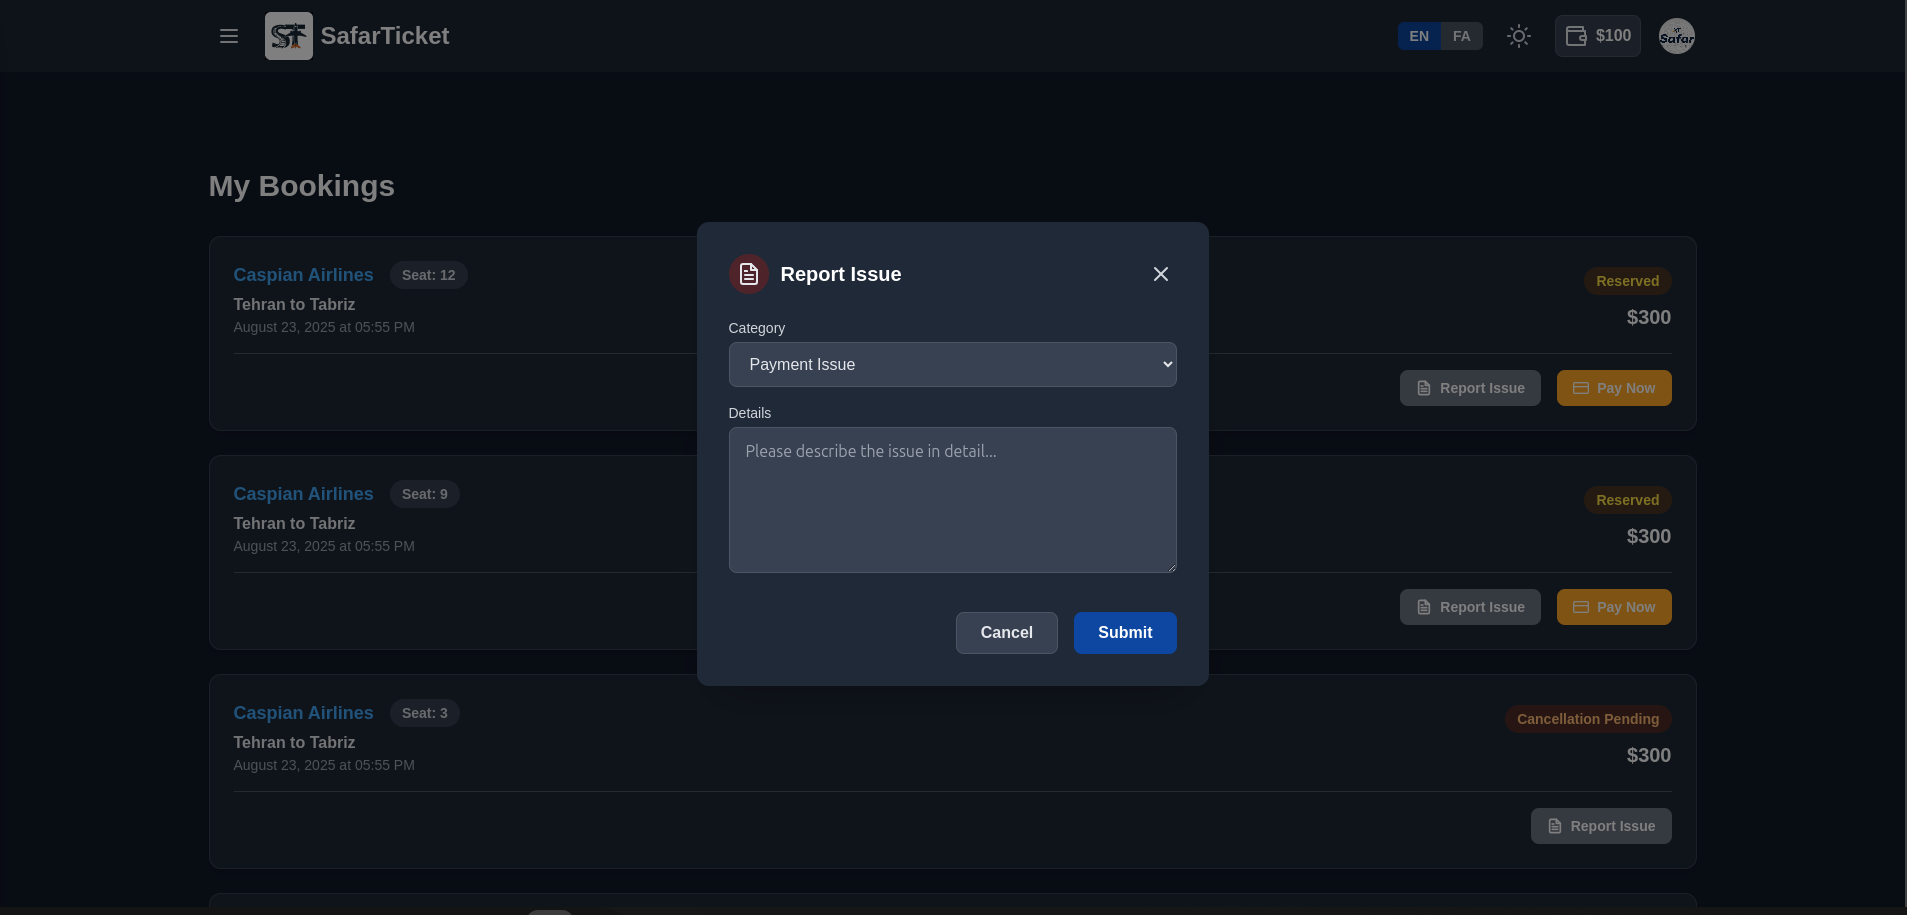 SafarTicket
EN FA
$100
Safar
My Bookings
Caspian Airlines Seat: 12
Tehran to Tabriz
August 23, 2025 at 05:55 PM
Reserved
$300
Report Issue Pay Now
Report Issue
Category
Payment Issue
Details
Please describe the issue in detail...
Cancel Submit
Caspian Airlines Seat: 9
Tehran to Tabriz
August 23, 2025 at 05:55 PM
Reserved
$300
Report Issue Pay Now
Caspian Airlines Seat: 3
Tehran to Tabriz
August 23, 2025 at 05:55 PM
Cancellation Pending
$300
Report Issue